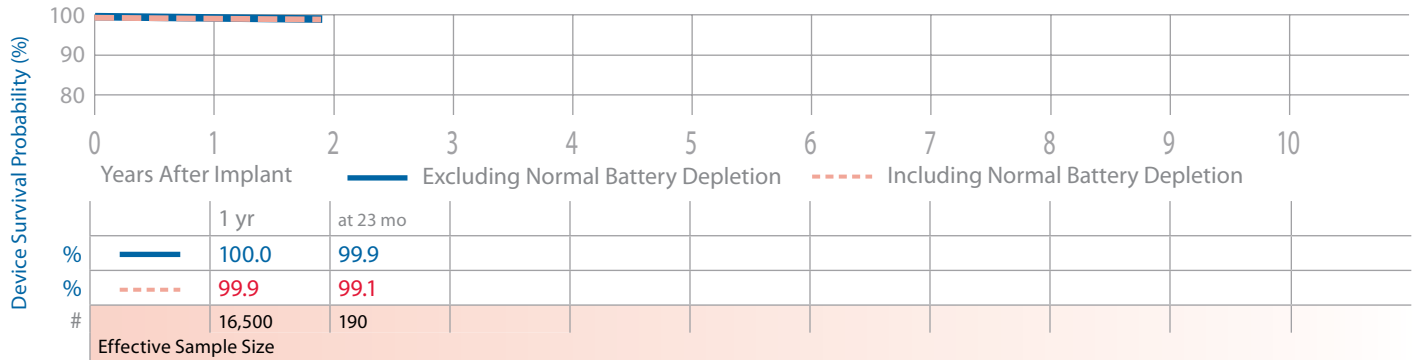 Device Survival Probability (%)
100
90
80
0 1 2 3 4 5 6 7 8 9 10
Years After Implant Excluding Normal Battery Depletion Including Normal Battery Depletion
1 yr at 23 mo
% 100.0 99.9
% 99.9 99.1
# 16,500 190
Effective Sample Size